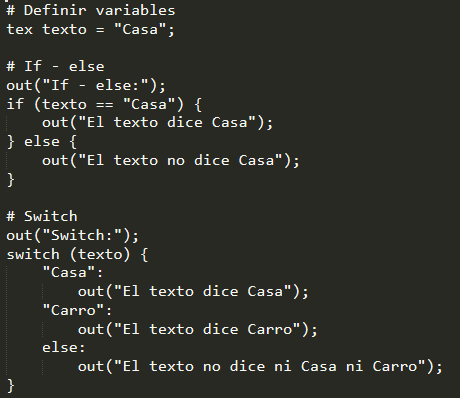 # Definir variables
tex texto = "Casa";
# If - else
out("If - else:");
if (texto == "Casa") {
out("El texto dice Casa");
} else {
out("El texto no dice Casa");
}
# Switch
out("Switch:");
switch (texto) {
"Casa":
out("El texto dice Casa");
"Carro":
out("El texto dice Carro");
else:
out("El texto no dice ni Casa ni Carro");
}